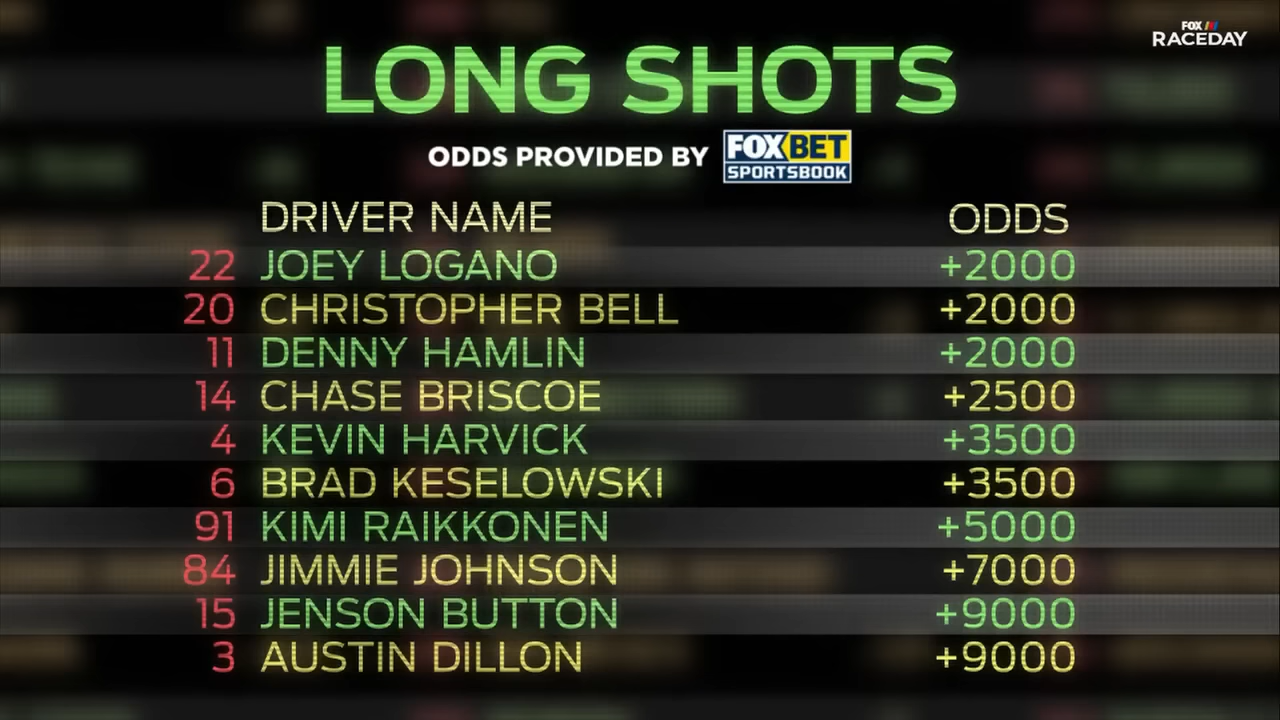 FOX
RACEDAY
LONG SHOTS
ODDS PROVIDED BY FOX BET SPORTSBOOK
DRIVER NAME ODDS
22 JOEY LOGANO +2000
20 CHRISTOPHER BELL +2000
11 DENNY HAMLIN +2000
14 CHASE BRISCOE +2500
4 KEVIN HARVICK +3500
6 BRAD KESELOWSKI +3500
91 KIMI RAIKKONEN +5000
84 JIMMIE JOHNSON +7000
15 JENSON BUTTON +9000
3 AUSTIN DILLON +9000